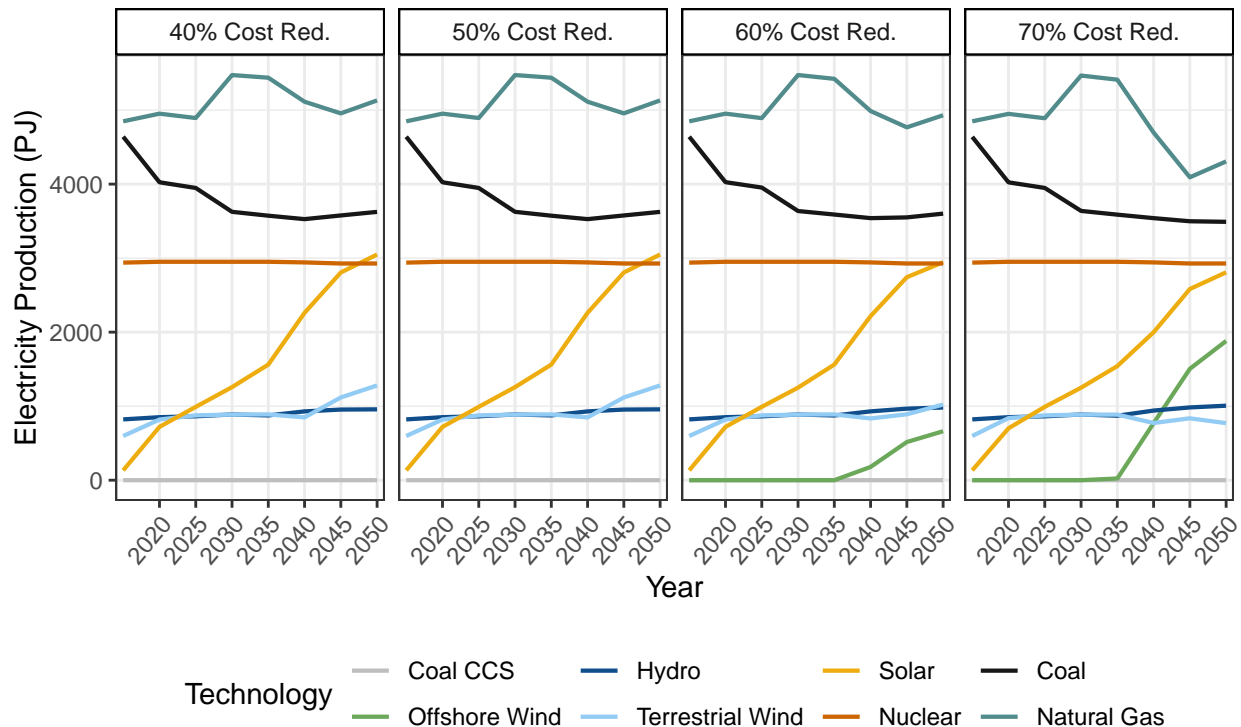 40% Cost Red.
50% Cost Red.
60% Cost Red.
70% Cost Red.
Electricity Production (PJ)
4000
2000
0
2020 2025 2030 2035 2040 2045 2050
2020 2025 2030 2035 2040 2045 2050
2020 2025 2030 2035 2040 2045 2050
2020 2025 2030 2035 2040 2045 2050
Year
Technology
Coal CCS
Hydro
Solar
Coal
Offshore Wind
Terrestrial Wind
Nuclear
Natural Gas